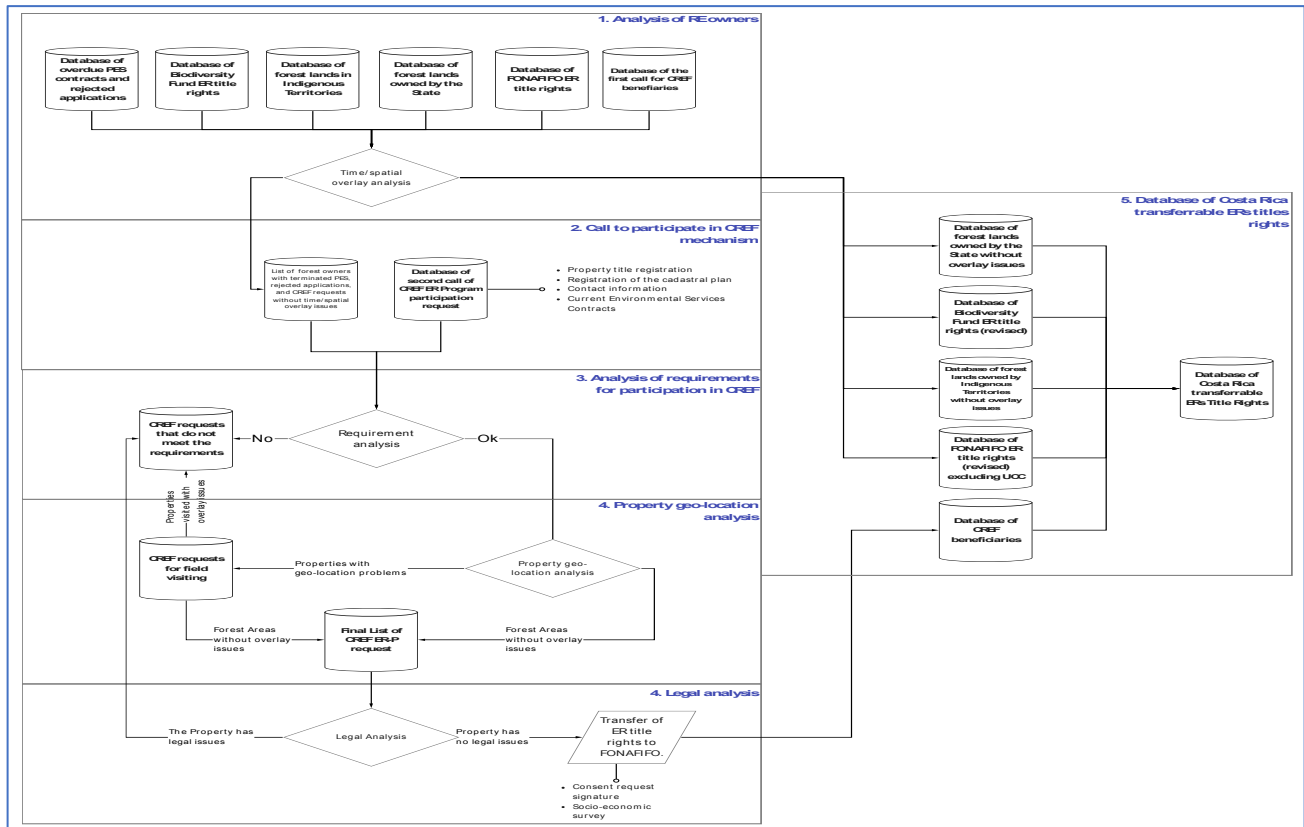 1. Analysis of RE owners
Database of
overdue PES
contracts and
rejected
applications
Database of
Biodiversity
Fund ER title
rights
Database of
forest lands in
Indigenous
Territories
Database of
forest lands
owned by the
State
Database of
FONAFIFO ER
title rights
Database of the
first call for CREF
benefiaries
Time/spatial
overlay analysis
2. Call to participate in CREF
mechanism
List of forest owners
with terminated PES,
rejected applications,
and CREF requests
without time/spatial
overlay issues
Database of
second call of
CREF ER Program
participation
request
• Property title registration
• Registration of the cadastral plan
• Contact information
• Current Environmental Services
Contracts
3. Analysis of requirements
for participation in CREF
CREF requests
that do not
meet the
requirements
No
Requirement
analysis
Ok
Properties
visited with
overlay issues
4. Property geo-location
analysis
CREF requests
for field
visiting
Properties with
geo-location problems
Property geo-
location analysis
Forest Areas
without overlay
issues
Final List of
CREF ER-P
request
Forest Areas
without overlay
issues
4. Legal analysis
The Property has
legal issues
Legal Analysis
Property has
no legal issues
Transfer of
ER title
rights to
FONAFIFO.
• Consent request
signature
• Socio-economic
survey
5. Database of Costa Rica
transferrable ERs titles
rights
Database of
forest lands
owned by the
State without
overlay issues
Database of
Biodiversity
Fund ER title
rights (revised)
Database of forest
lands owned by
Indigenous
Territories
without overlay
issues
Database of
FONAFIFO ER
title rights
(revised)
excluding UCC
Database of
CREF
beneficiaries
Database of
Costa Rica
transferrable
ERs Title Rights